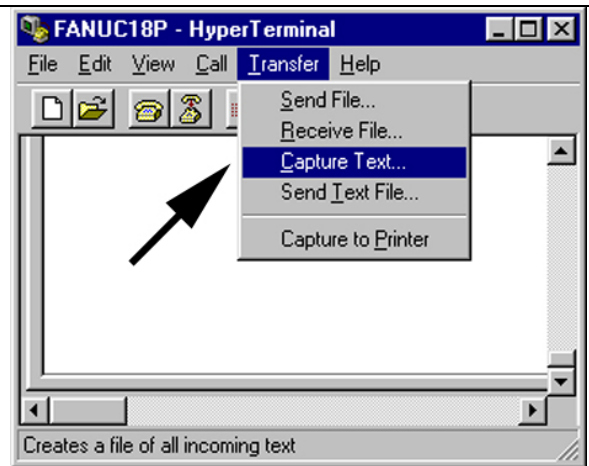 FANUC18P - HyperTerminal
File Edit View Call Transfer Help
Send File...
Receive File...
Capture Text...
Send Text File...
Capture to Printer
Creates a file of all incoming text